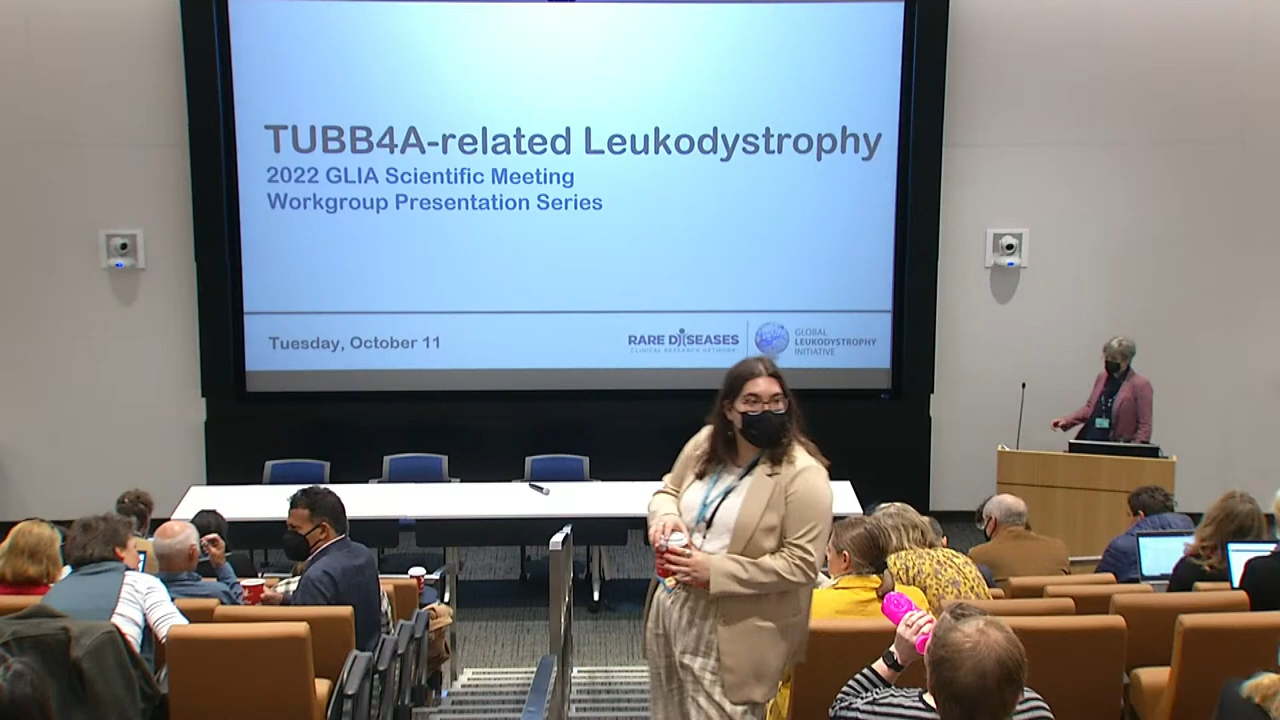 TUBB4A-related Leukodystrophy
2022 GLIA Scientific Meeting
Workgroup Presentation Series
Tuesday, October 11
RARE DISEASES
CLINICAL RESEARCH NETWORK
GLOBAL
LEUKODYSTROPHY
INITIATIVE